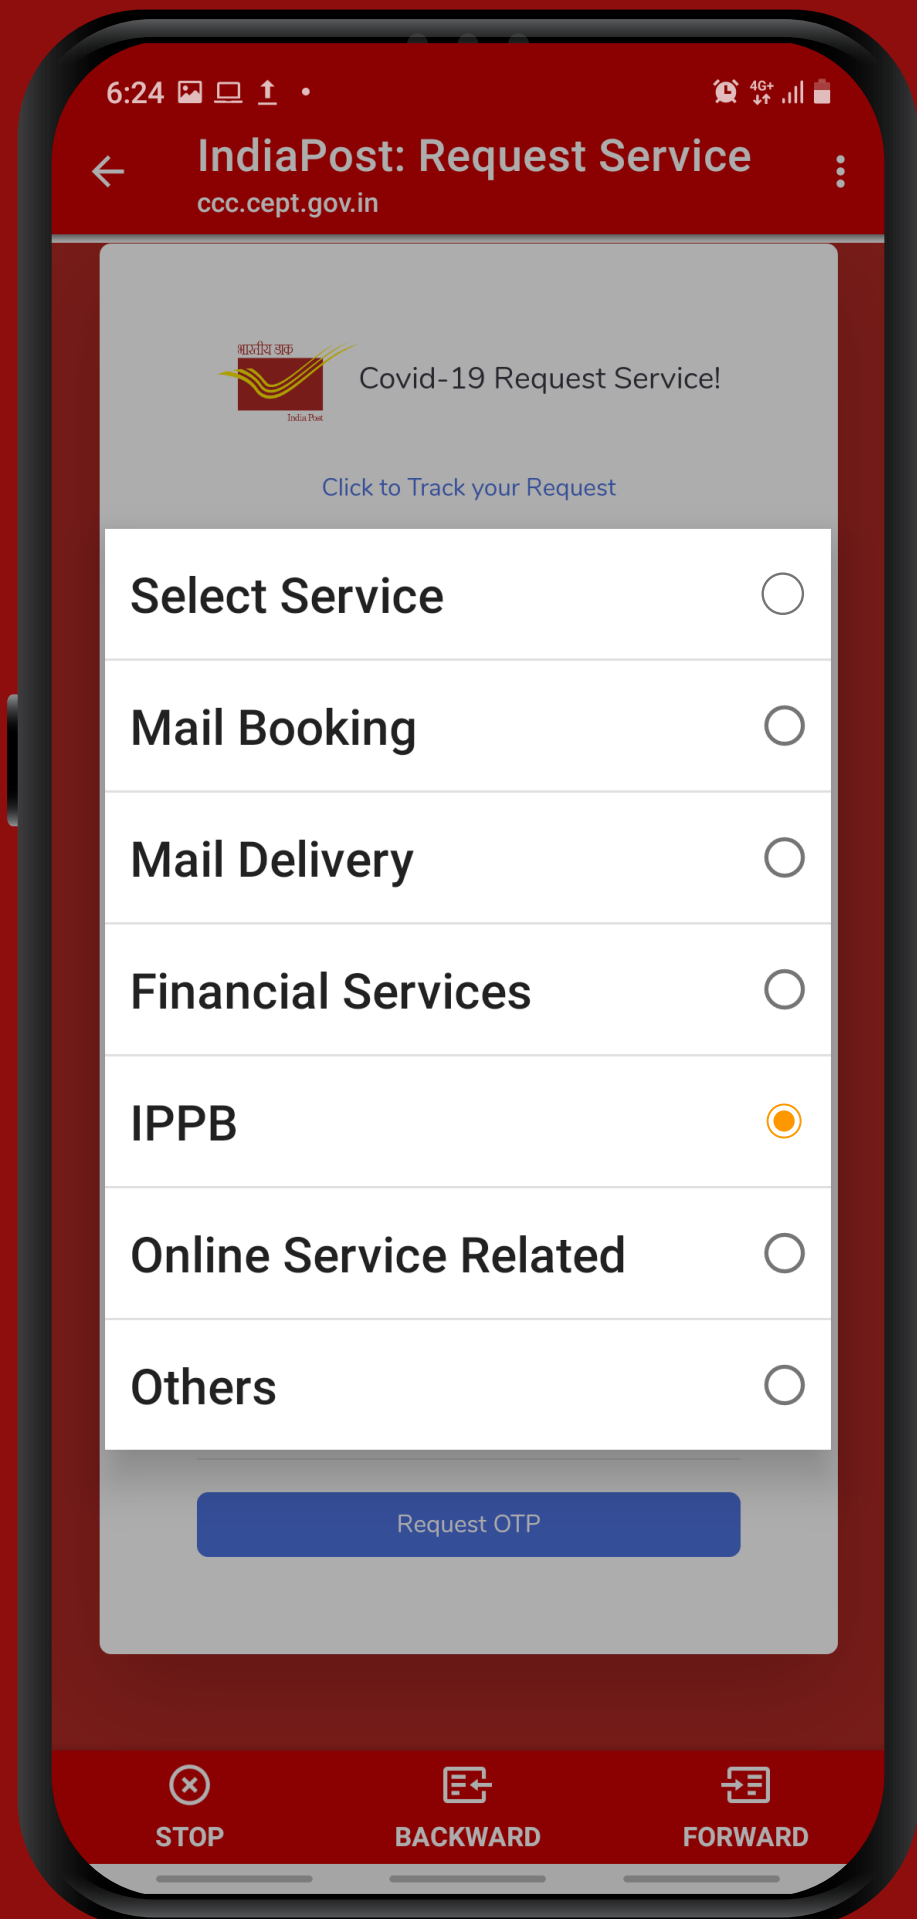 6:24
4G+
IndiaPost: Request Service
ccc.cept.gov.in
भारतीय डाक
India Post
Covid-19 Request Service!
Click to Track your Request
Select Service
Mail Booking
Mail Delivery
Financial Services
IPPB
Online Service Related
Others
Request OTP
STOP BACKWARD FORWARD